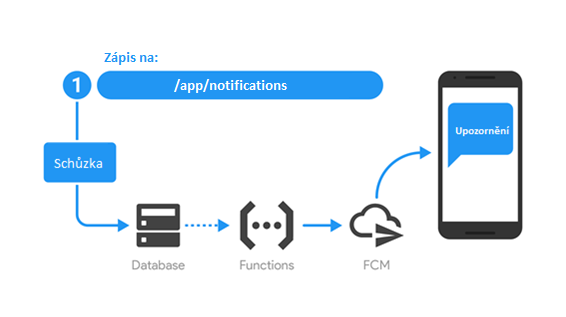 Zápis na:
1
/app/notifications
Schůzka
Upozornění
Database
Functions
FCM